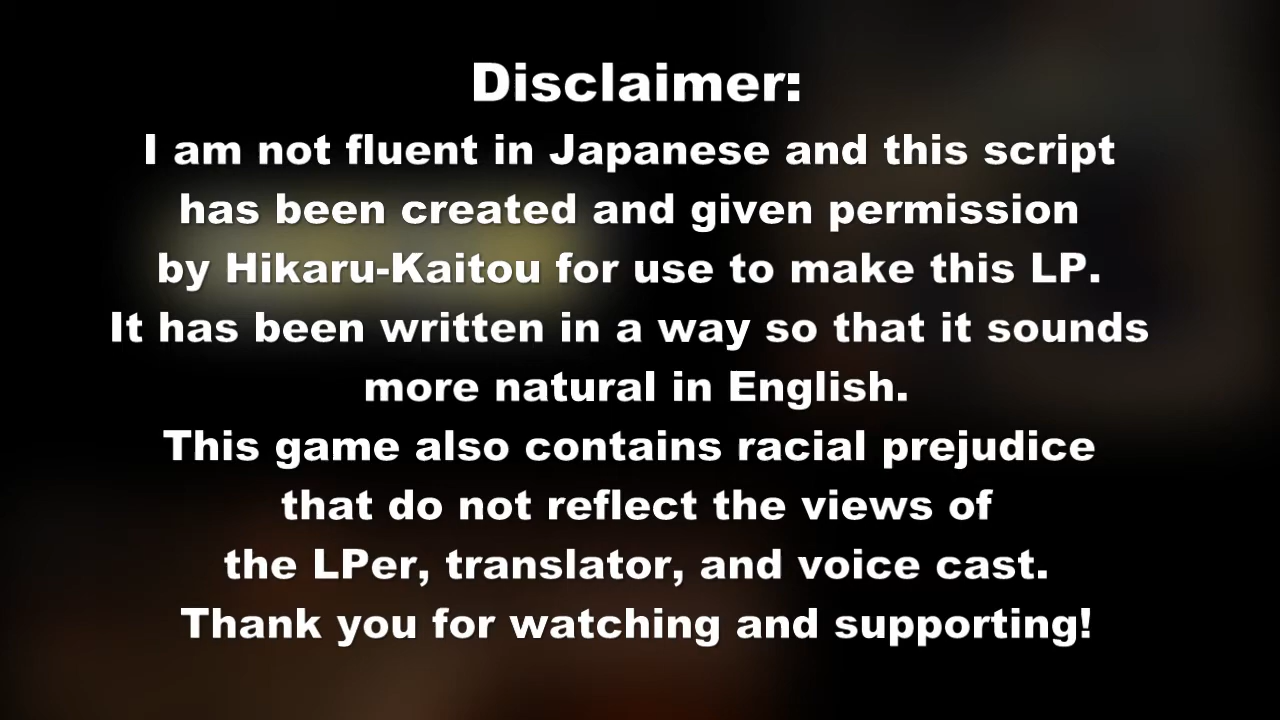 Disclaimer:
I am not fluent in Japanese and this script
has been created and given permission
by Hikaru-Kaitou for use to make this LP.
It has been written in a way so that it sounds
more natural in English.
This game also contains racial prejudice
that do not reflect the views of
the LPer, translator, and voice cast.
Thank you for watching and supporting!